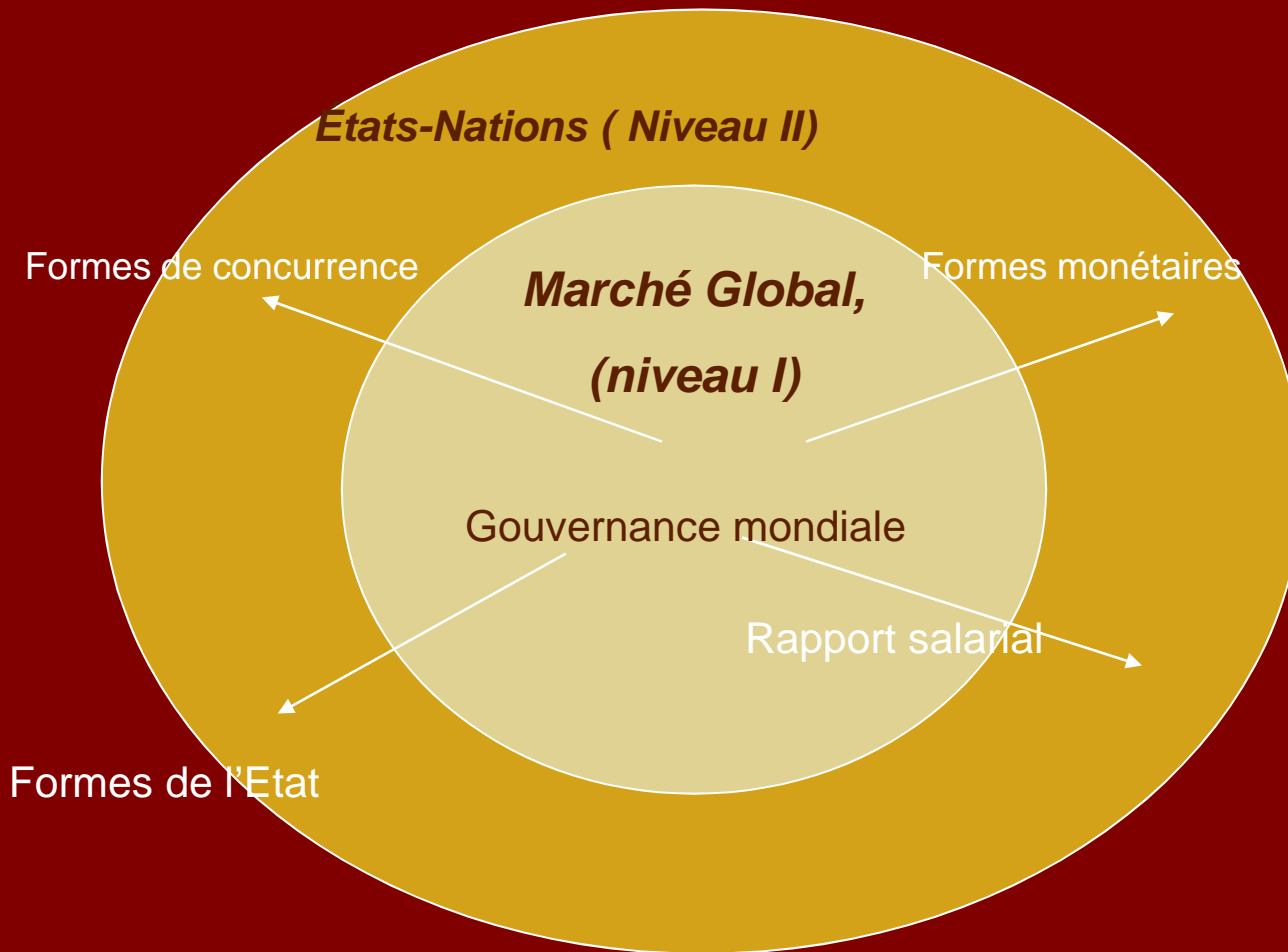 Etats-Nations ( Niveau II)
Formes de concurrence
Formes monétaires
Marché Global,
(niveau I)
Gouvernance mondiale
Rapport salarial
Formes de l’Etat